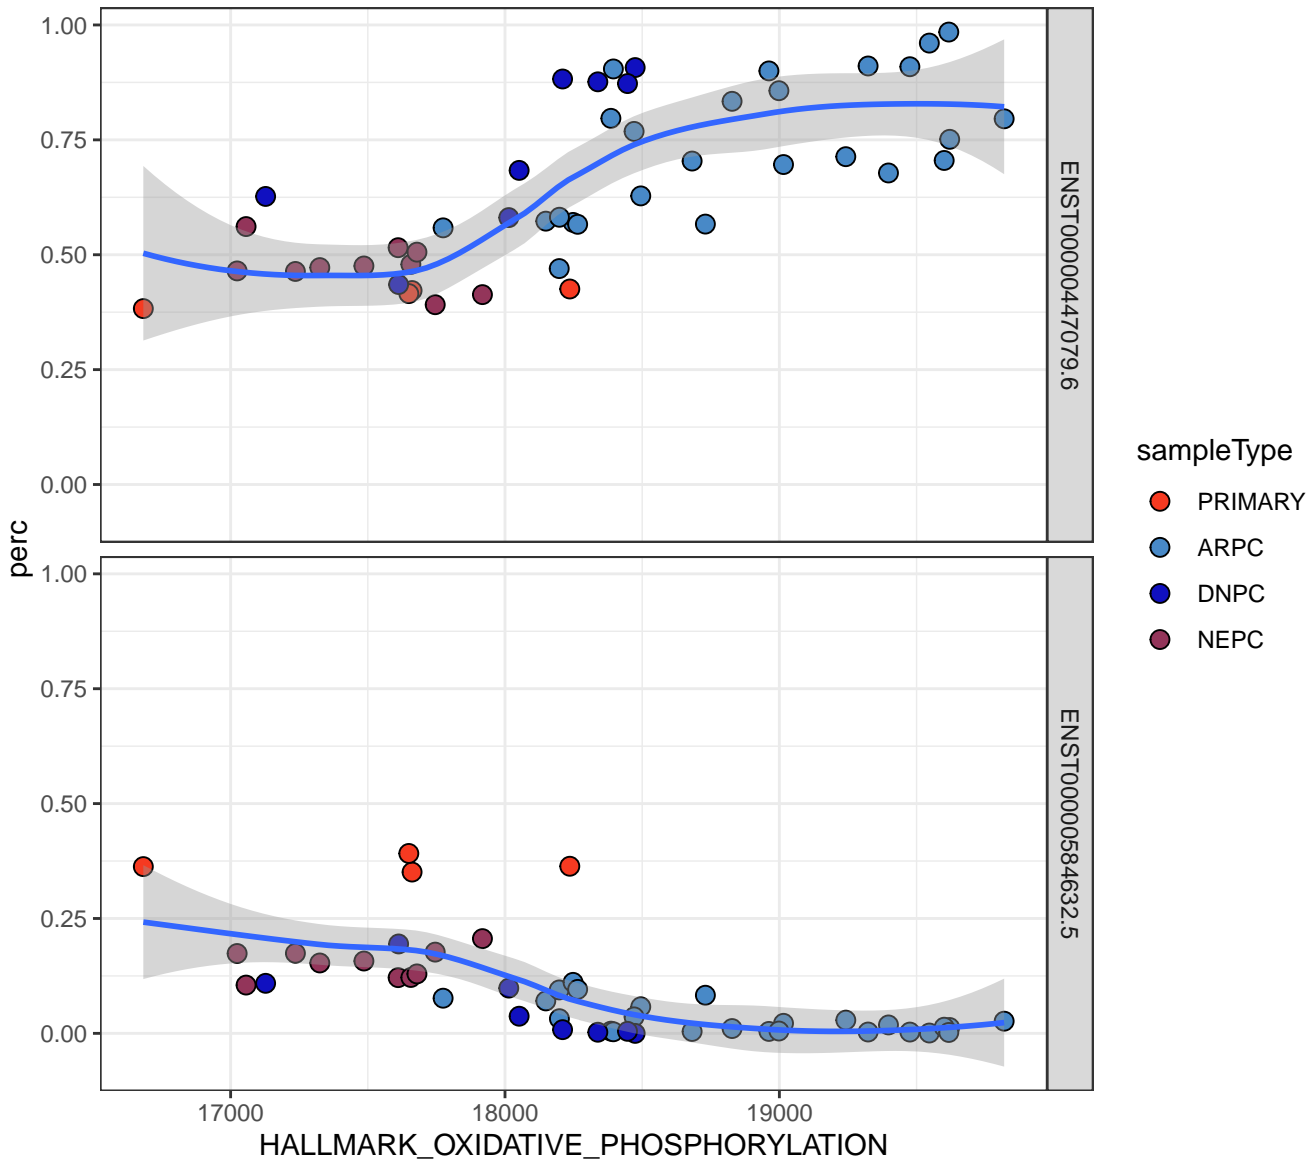 1.00
0.75
0.50
0.25
0.00
ENST00000447079.6
1.00
0.75
0.50
0.25
0.00
ENST00000584632.5
perc
17000
18000
19000
HALLMARK_OXIDATIVE_PHOSPHORYLATION
sampleType
PRIMARY
ARPC
DNPC
NEPC